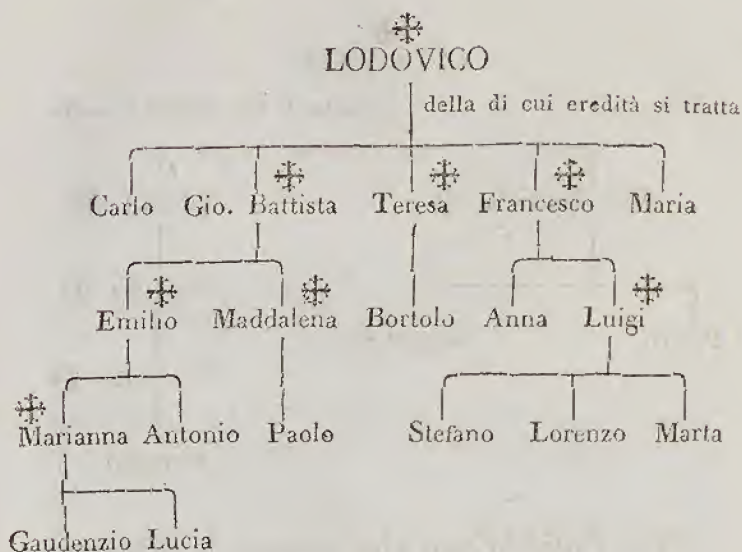 LODOVICO
della di cui eredità si tratta
Carlo Gio. Battista Teresa Francesco Maria
Emilio Maddalena Bortolo Anna Luigi
Marianna Antonio Paolo Stefano Lorenzo Marta
Gaudenzio Lucia